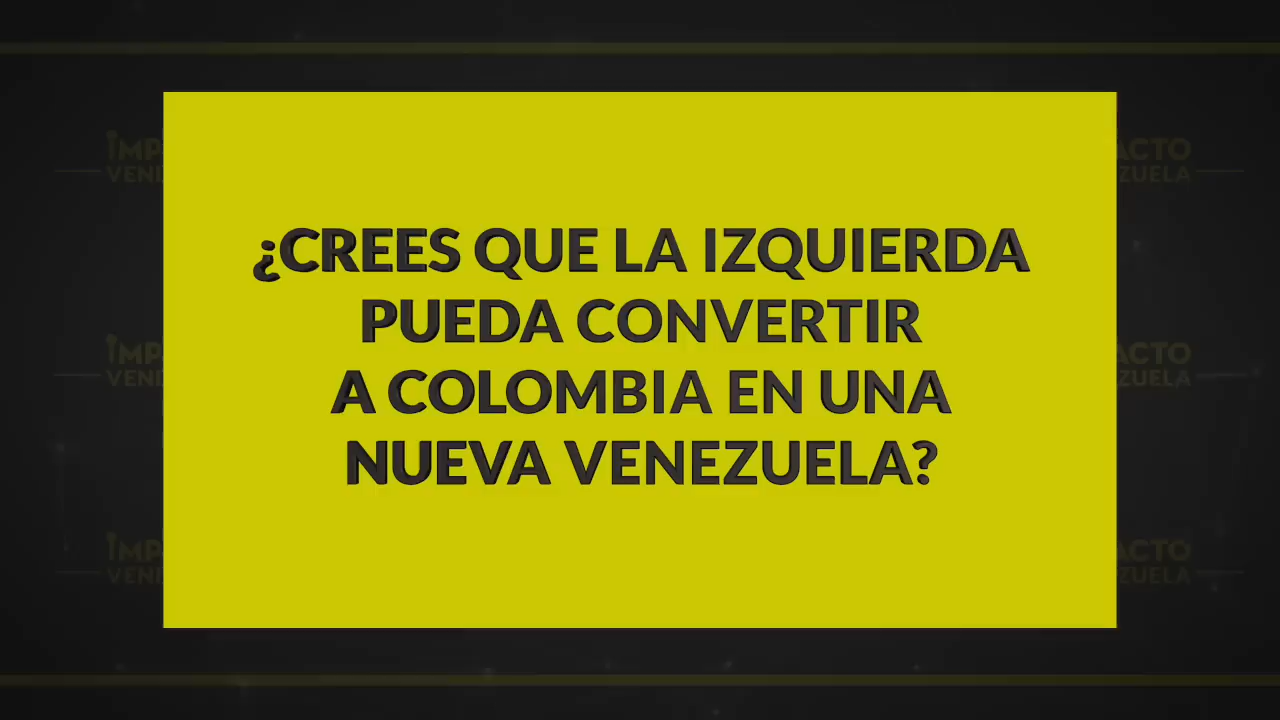 ¿CREES QUE LA IZQUIERDA
PUEDA CONVERTIR
A COLOMBIA EN UNA
NUEVA VENEZUELA?